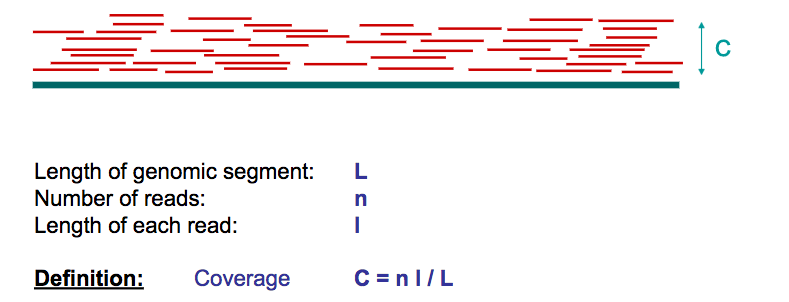 C
Length of genomic segment: L
Number of reads: n
Length of each read: l
Definition: Coverage C = n l / L